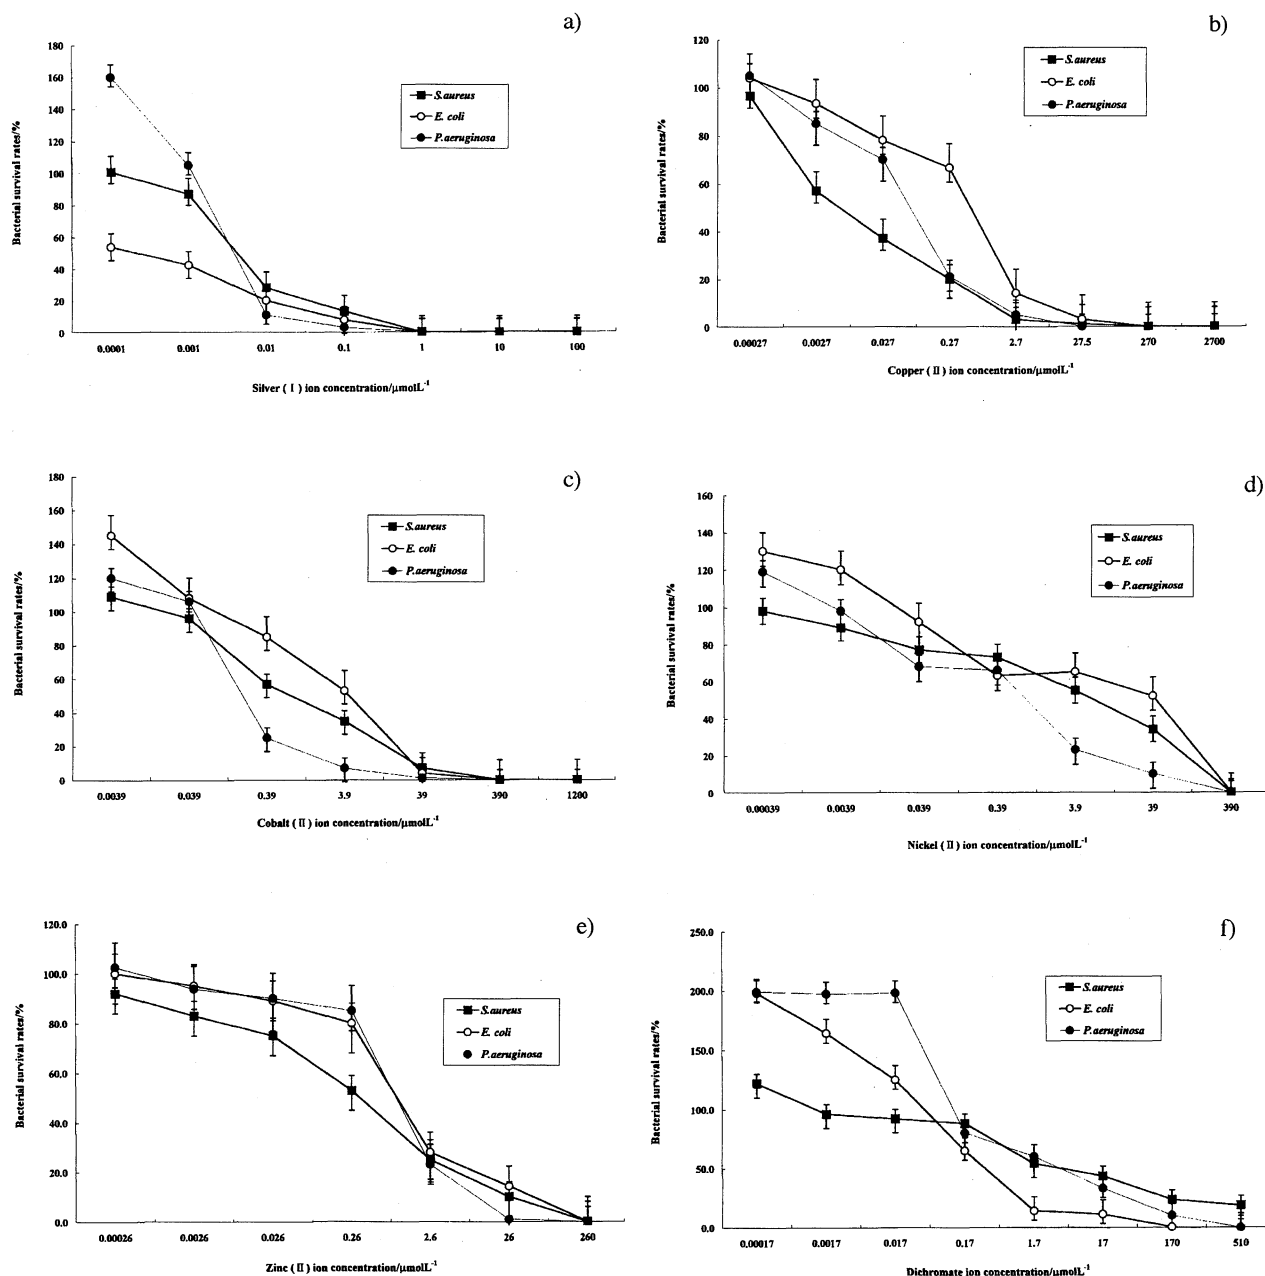 a)
180
160
140
120
100
80
60
40
20
0
Bacterial survival rates/%
S.aureus
E. coli
P.aeruginosa
0.0001 0.001 0.01 0.1 1 10 100
Silver ( I ) ion concentration/μmolL-1
b)
120
100
80
60
40
20
0
Bacterial survival rates/%
S.aureus
E. coli
P.aeruginosa
0.00027 0.0027 0.027 0.27 2.7 27.5 270 2700
Copper ( II ) ion concentration/μmolL-1
c)
180
160
140
120
100
80
60
40
20
0
Bacterial survival rates/%
S.aureus
E. coli
P.aeruginosa
0.0039 0.039 0.39 3.9 39 390 1200
Cobalt ( II ) ion concentration/μmolL-1
d)
160
140
120
100
80
60
40
20
0
Bacterial survival rates/%
S.aureus
E. coli
P.aeruginosa
0.00039 0.0039 0.039 0.39 3.9 39 390
Nickel ( II ) ion concentration/μmolL-1
e)
120.0
100.0
80.0
60.0
40.0
20.0
0.0
Bacterial survival rates/%
S.aureus
E. coli
P.aeruginosa
0.00026 0.0026 0.026 0.26 2.6 26 260
Zinc ( II ) ion concentration/μmolL-1
f)
250.0
200.0
150.0
100.0
50.0
0.0
Bacterial survival rates/%
S.aureus
E. coli
P.aeruginosa
0.00017 0.0017 0.017 0.17 1.7 17 170 510
Dichromate ion concentration/μmolL-1